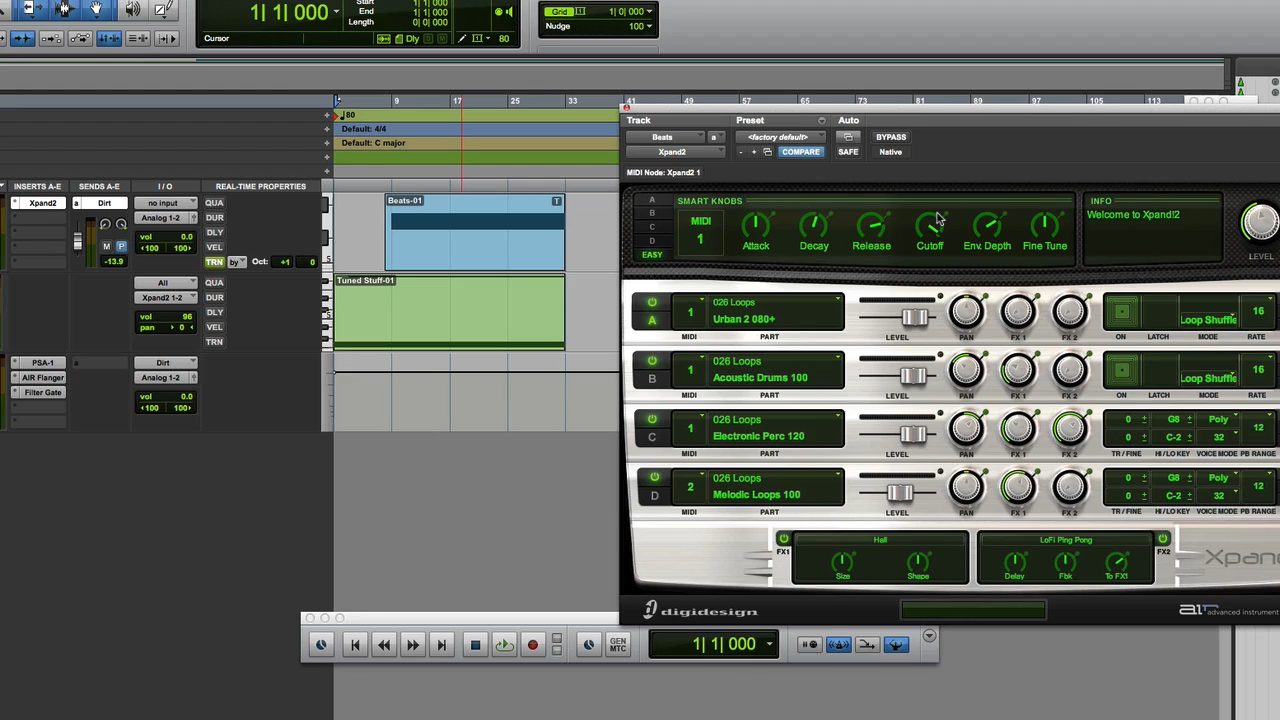 1| 1| 000
Start 1| 1| 000
End 1| 1| 000
Length 0| 0| 000
Cursor
Dly
80
Grid 1| 0| 000
Nudge 100
9 17 25 33 41 49 57 65 73 81 89 97 105 113
80
Default: 4/4
Default: C major
INSERTS A-E SENDS A-E I / O REAL-TIME PROPERTIES
Xpand2 a Dirt no input QUA
Analog 1-2 DUR
DLY
vol 0.0
100 100 VEL
M P
-13.9
TRN by Oct: +1 0
Beats-01 T
All QUA
Xpand2 1-2 DUR
DLY
vol 96
pan 0 VEL
TRN
Tuned Stuff-01
PSA-1 a Dirt
AIR Flanger Analog 1-2
Filter Gate
vol 0.0
100 100
Track Preset Auto
Beats a <factory default> BYPASS
Xpand2 - + COMPARE SAFE Native
MIDI Node: Xpand2 1
A
B
C
D
EASY
SMART KNOBS
MIDI
1
Attack Decay Release Cutoff Env. Depth Fine Tune
INFO
Welcome to Xpand!2
LEVEL
A 1 026 Loops
Urban 2 080+
Loop Shuffle 16
MIDI PART LEVEL PAN FX 1 FX 2 ON LATCH MODE RATE
B 1 026 Loops
Acoustic Drums 100
Loop Shuffle 16
MIDI PART LEVEL PAN FX 1 FX 2 ON LATCH MODE RATE
C 1 026 Loops
Electronic Perc 120
0 G8 Poly
0 C-2 32
12
MIDI PART LEVEL PAN FX 1 FX 2 TR / FINE HI / LO KEY VOICE MODE PB RANGE
D 2 026 Loops
Melodic Loops 100
0 G8 Poly
0 C-2 32
12
MIDI PART LEVEL PAN FX 1 FX 2 TR / FINE HI / LO KEY VOICE MODE PB RANGE
FX1 Hall
Size Shape
LoFi Ping Pong FX2
Delay Fbk To FX1
digidesign
air advanced instrument
GEN
MTC
1| 1| 000